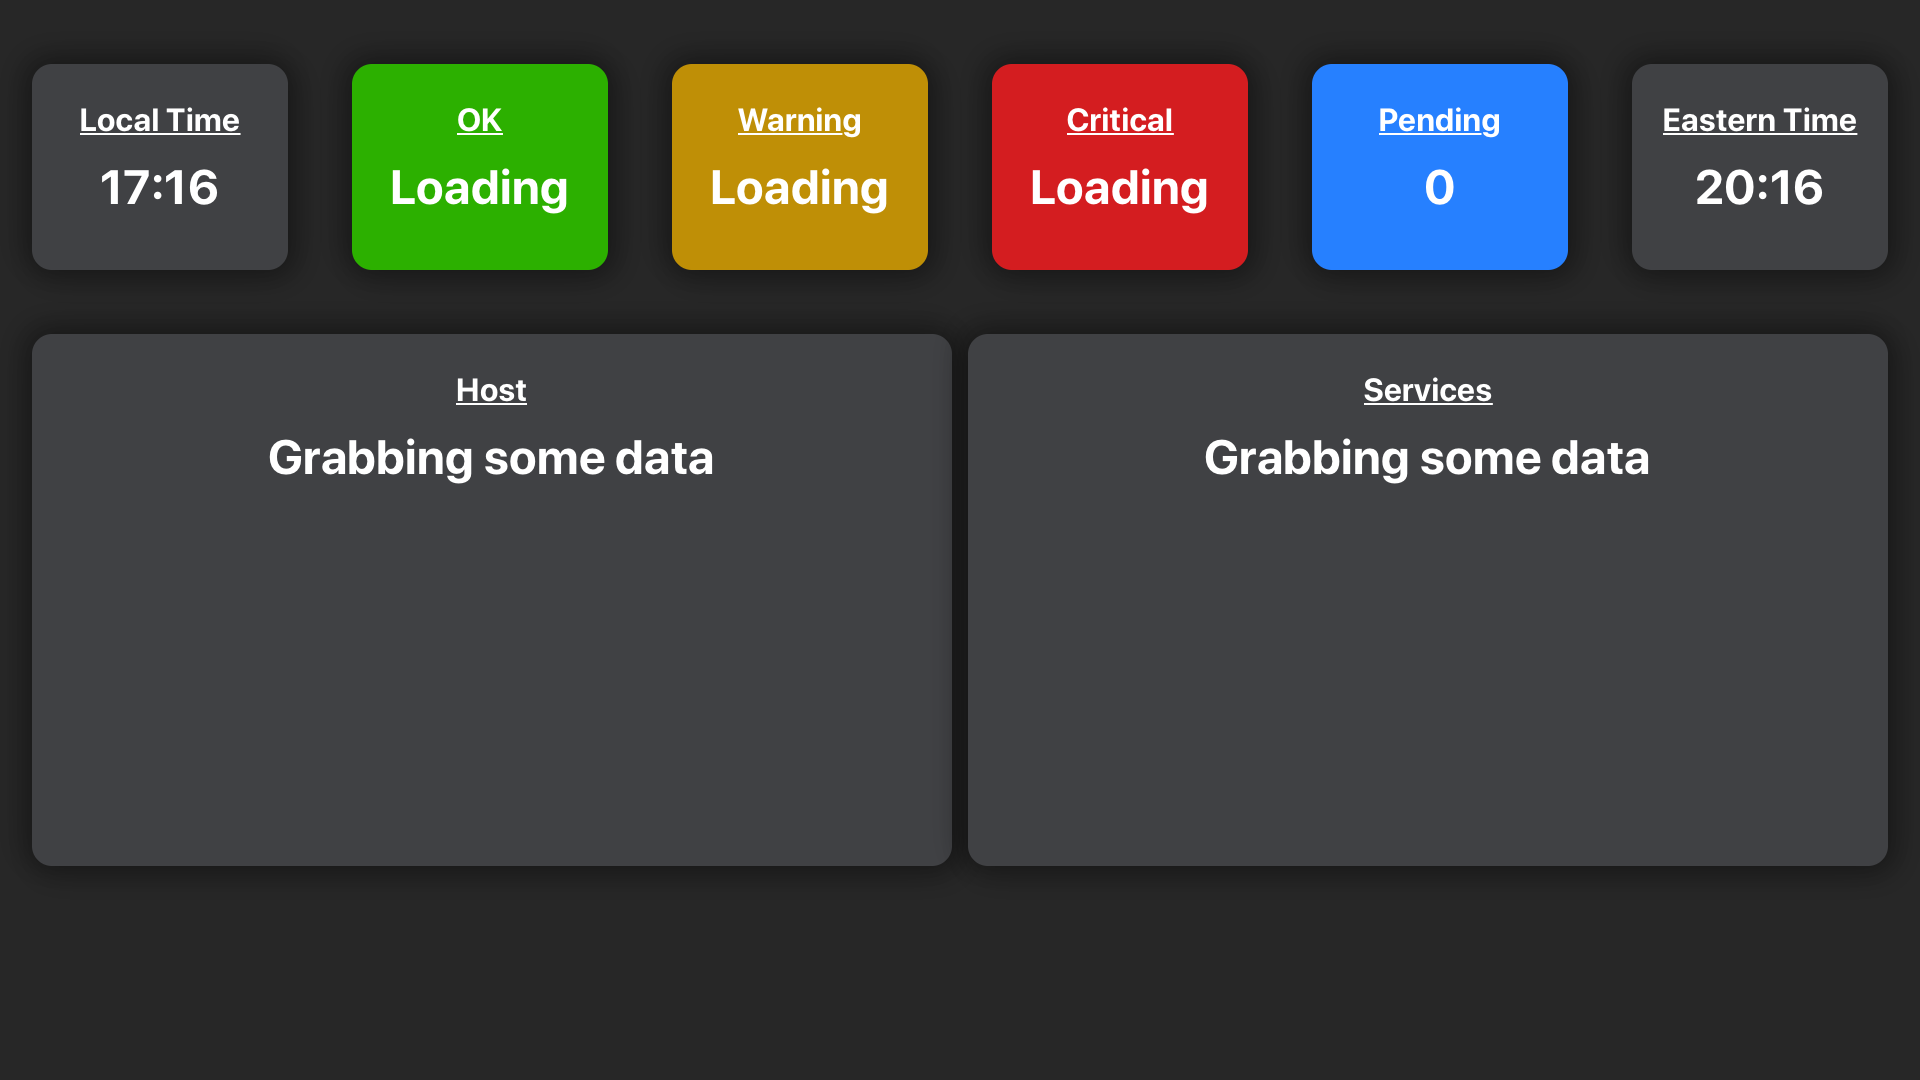 Local Time
17:16
OK
Loading
Warning
Loading
Critical
Loading
Pending
0
Eastern Time
20:16
Host
Grabbing some data
Services
Grabbing some data